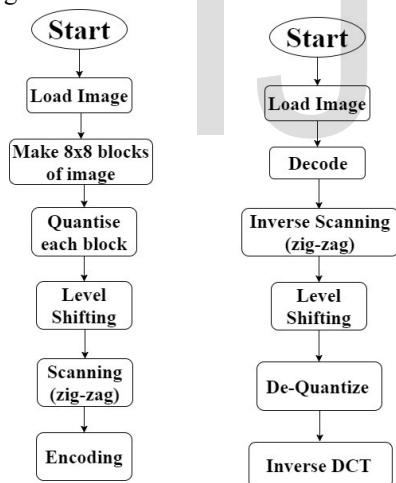 Start
Load Image
Make 8x8 blocks
of image
Quantise
each block
Level
Shifting
Scanning
(zig-zag)
Encoding
Start
Load Image
Decode
Inverse Scanning
(zig-zag)
Level
Shifting
De-Quantize
Inverse DCT